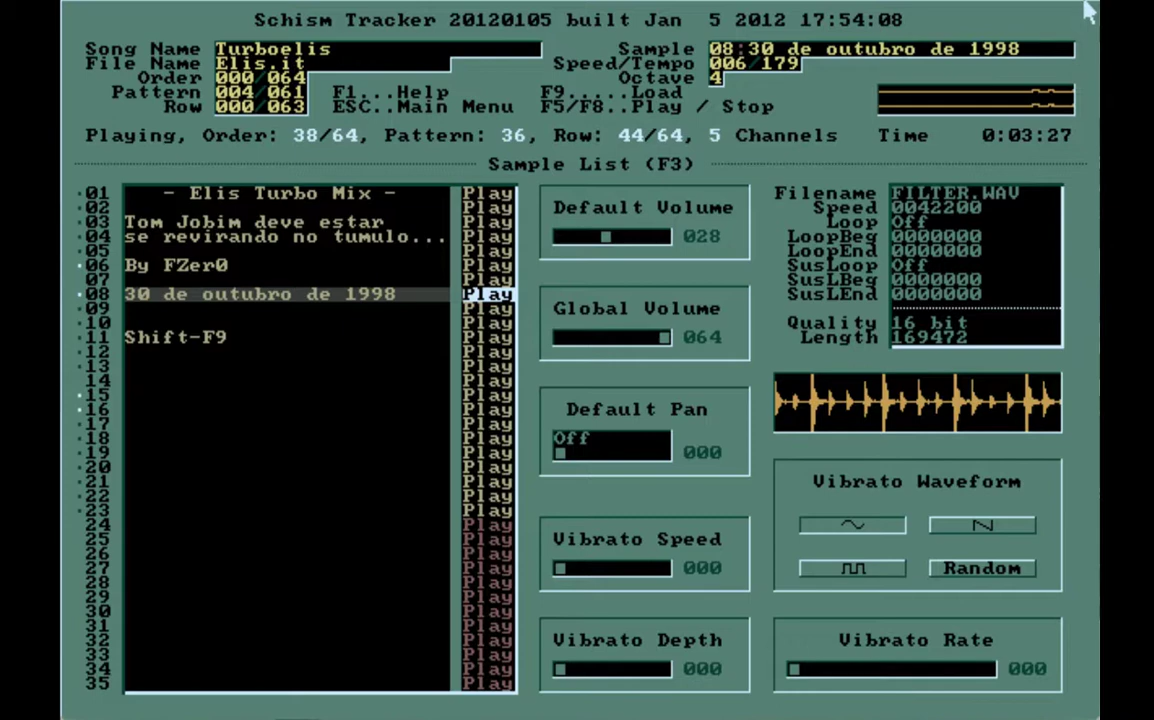 Schism Tracker 20120105 built Jan  5 2012 17:54:08
Song Name Turboelis
File Name Elis.it
Order 000/064
Pattern 004/061
Row 000/063
F1...Help
ESC..Main Menu
Sample 08:30 de outubro de 1998
Speed/Tempo 006/179
Octave 4
F9.....Load
F5/F8..Play / Stop
Playing, Order: 38/64, Pattern: 36, Row: 44/64, 5 Channels
Time 0:03:27
Sample List (F3)
01 - Elis Turbo Mix - Play
02 Play
03 Tom Jobim deve estar Play
04 se revirando no tumulo... Play
05 Play
06 By FZer0 Play
07 Play
08 30 de outubro de 1998 Play
09 Play
10 Play
11 Shift-F9 Play
12 Play
13 Play
14 Play
15 Play
16 Play
17 Play
18 Play
19 Play
20 Play
21 Play
22 Play
23 Play
24 Play
25 Play
26 Play
27 Play
28 Play
29 Play
30 Play
31 Play
32 Play
33 Play
34 Play
35 Play
Default Volume
028
Global Volume
064
Default Pan
Off
000
Vibrato Speed
000
Vibrato Depth
000
Filename FILTER.WAV
Speed 0042200
Loop Off
LoopBeg 0000000
LoopEnd 0000000
SusLoop Off
SusLBeg 0000000
SusLEnd 0000000
Quality 16 bit
Length 169472
Vibrato Waveform
Random
Vibrato Rate
000